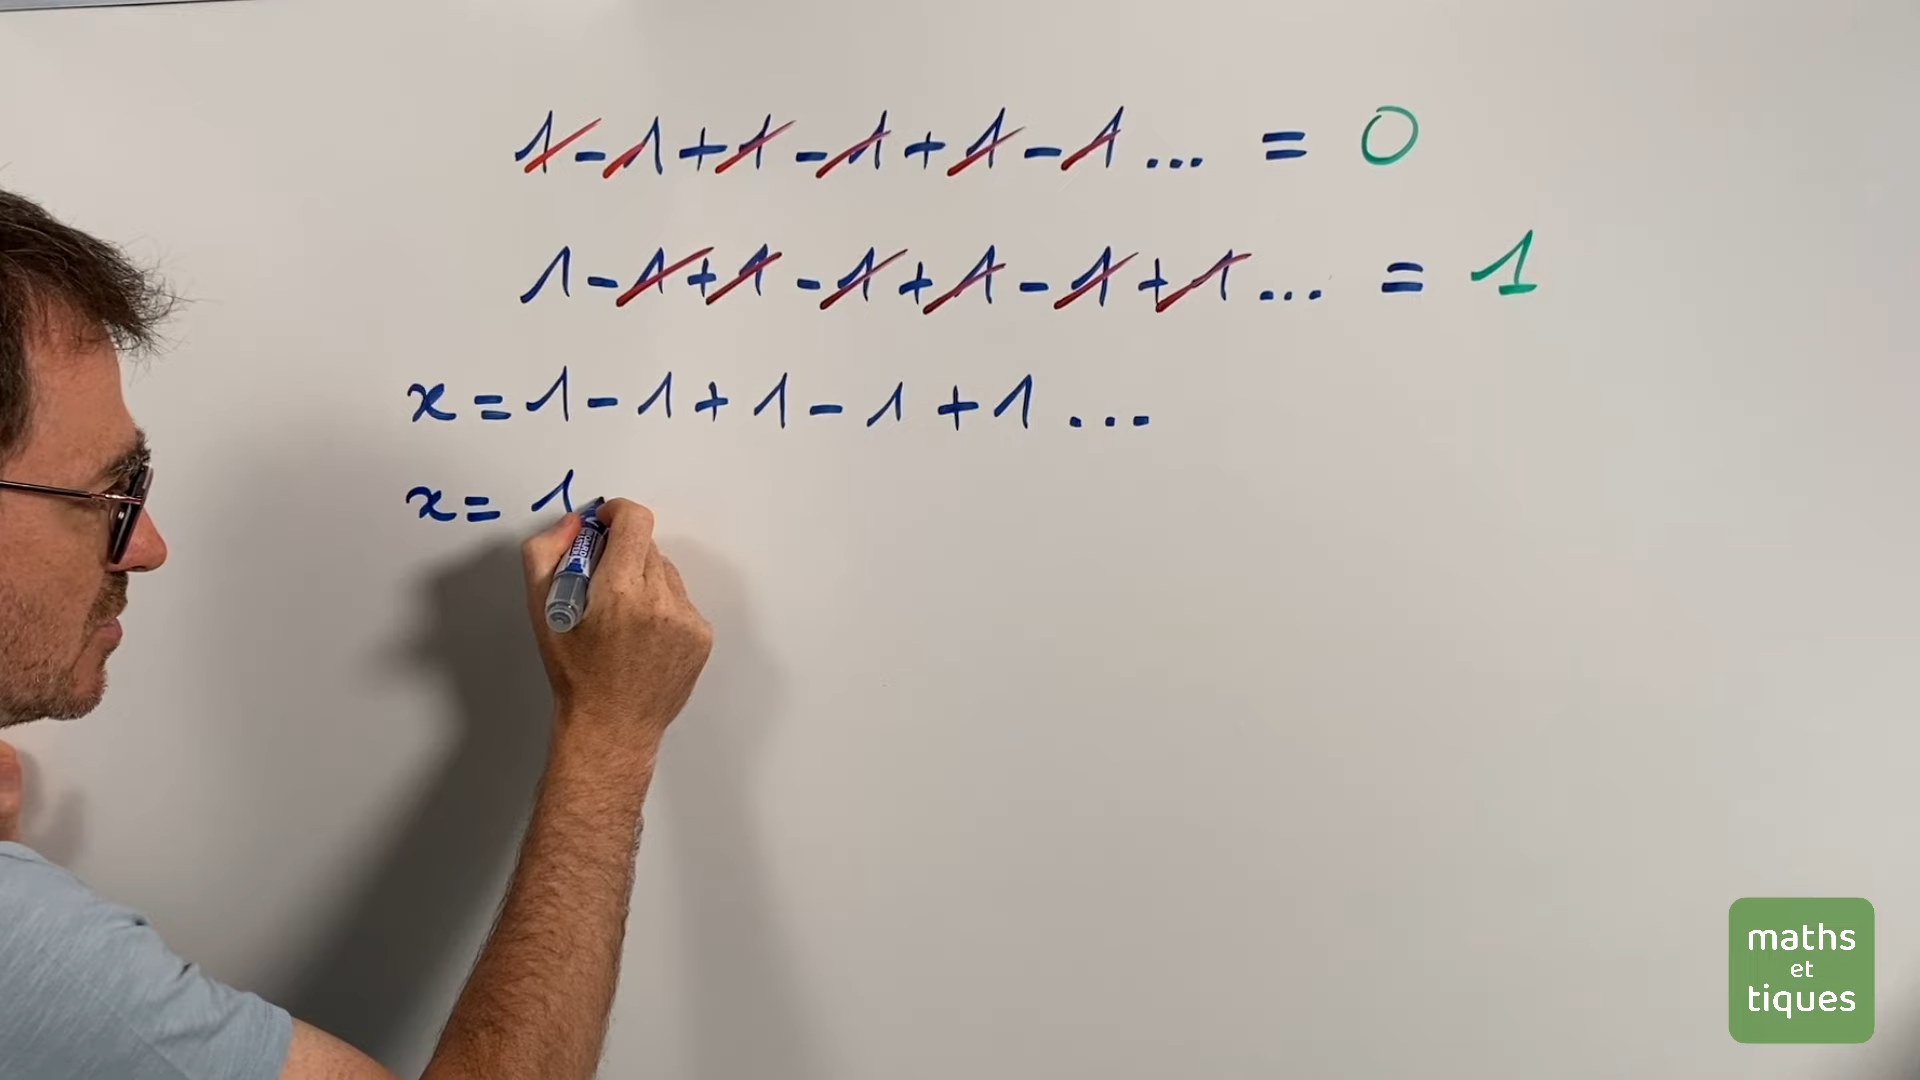 1-1+1-1+1-1... = 0
1-1+1-1+1-1+1... = 1
x=1-1+1-1+1...
x= 1
maths
et
tiques